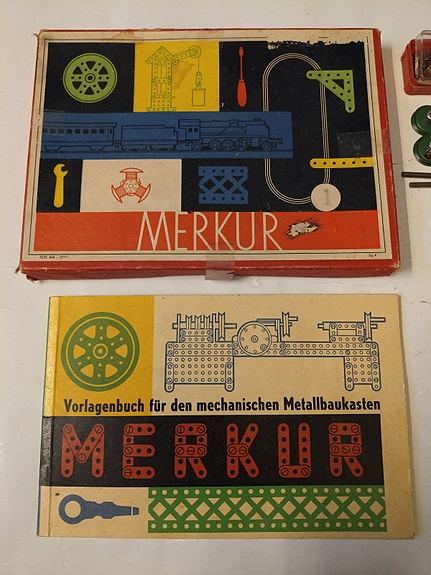 1
MERKUR
Vorlagenbuch für den mechanischen Metallbaukasten
MERKUR